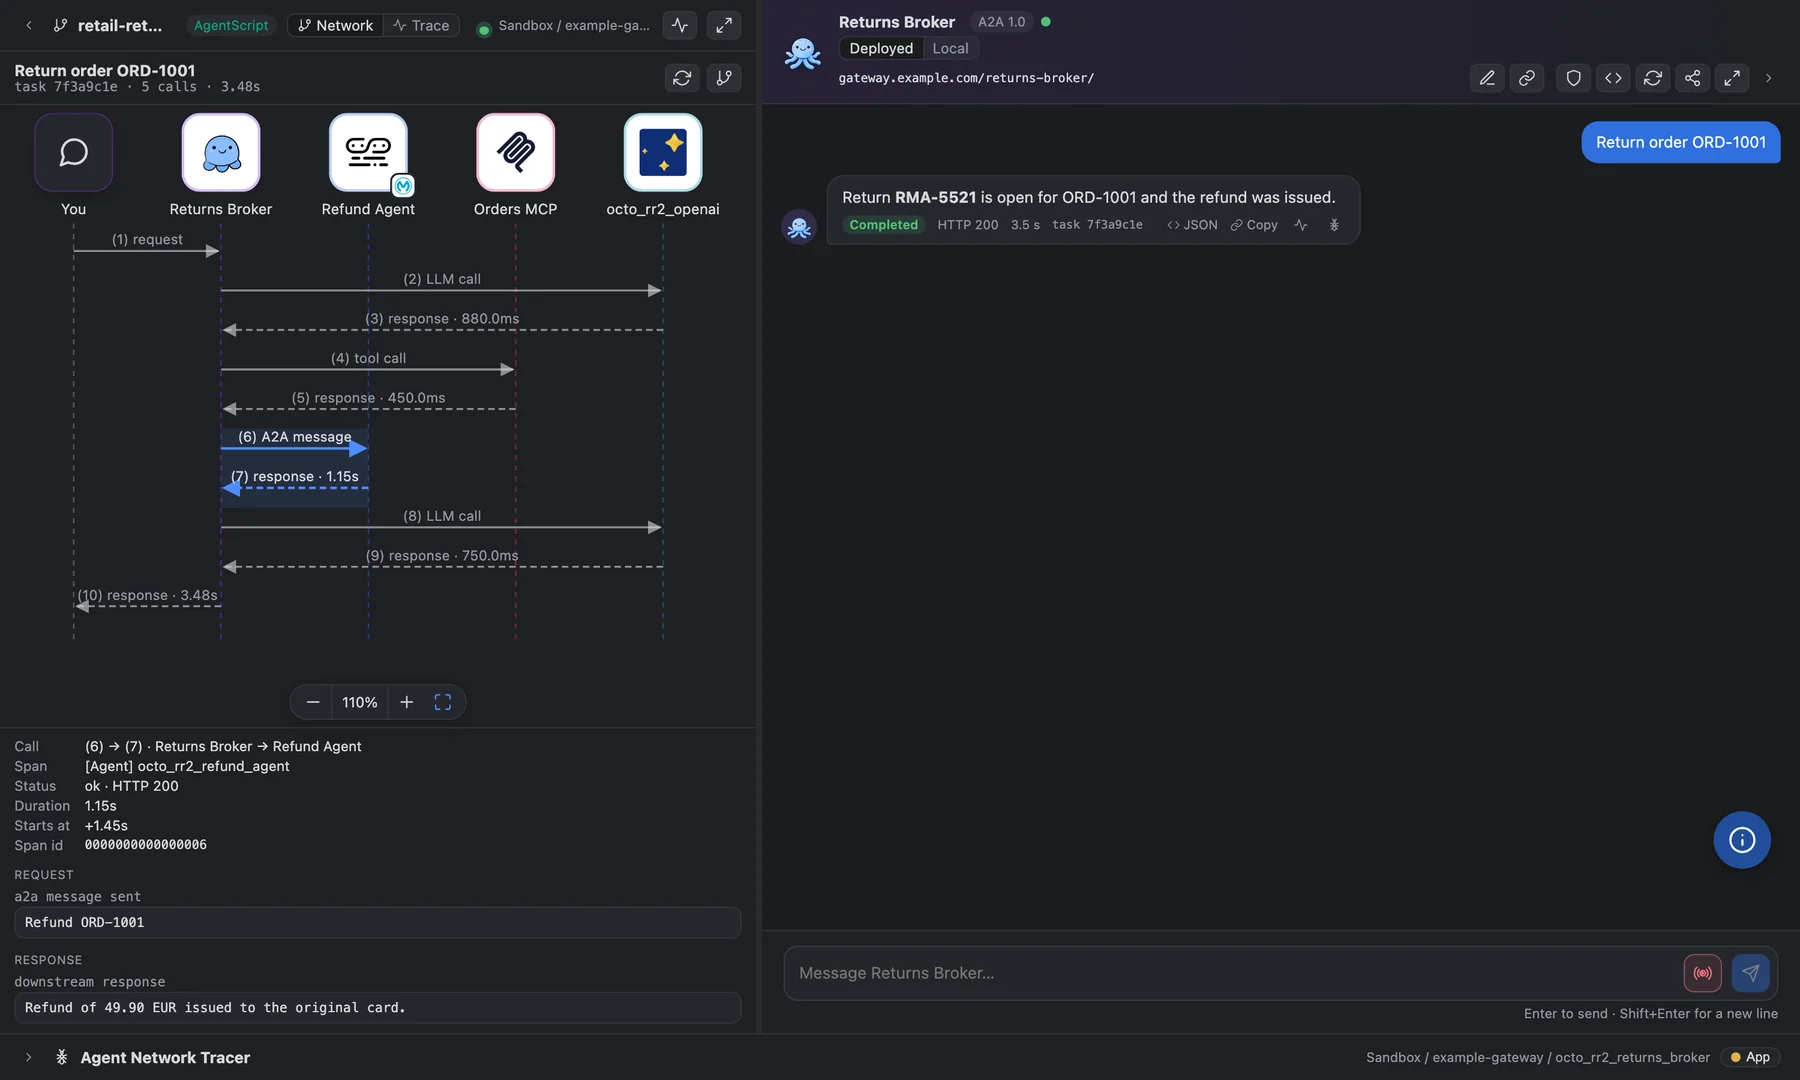 retail-ret...
AgentScript
Network
Trace
Sandbox / example-ga...
Return order ORD-1001
task 7f3a9c1e · 5 calls · 3.48s
You
Returns Broker
Refund Agent
Orders MCP
octo_rr2_openai
(1) request
(2) LLM call
(3) response · 880.0ms
(4) tool call
(5) response · 450.0ms
(6) A2A message
(7) response · 1.15s
(8) LLM call
(9) response · 750.0ms
(10) response · 3.48s
110%
Call (6) → (7) · Returns Broker → Refund Agent
Span [Agent] octo_rr2_refund_agent
Status ok · HTTP 200
Duration 1.15s
Starts at +1.45s
Span id 0000000000000006
REQUEST
a2a message sent
Refund ORD-1001
RESPONSE
downstream response
Refund of 49.90 EUR issued to the original card.
Returns Broker A2A 1.0
Deployed Local
gateway.example.com/returns-broker/
Return order ORD-1001
Return RMA-5521 is open for ORD-1001 and the refund was issued.
Completed HTTP 200 3.5 s task 7f3a9c1e JSON Copy
Message Returns Broker...
Enter to send · Shift+Enter for a new line
Agent Network Tracer
Sandbox / example-gateway / octo_rr2_returns_broker App